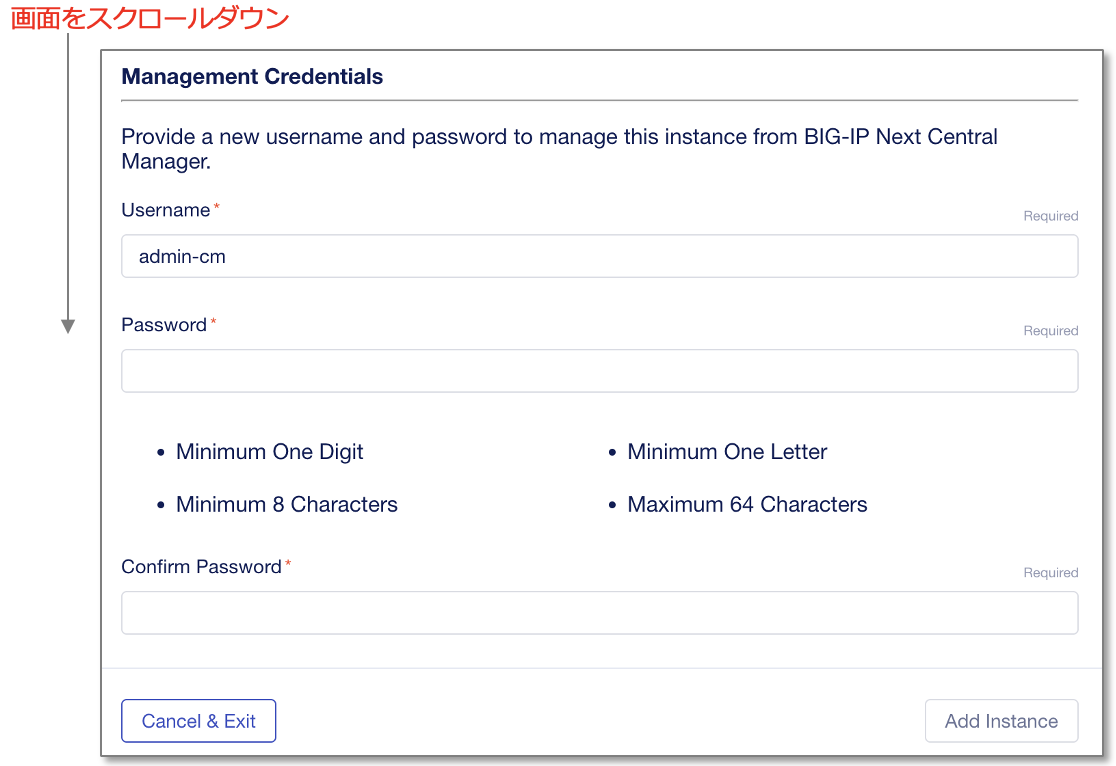 画面をスクロールダウン
Management Credentials
Provide a new username and password to manage this instance from BIG-IP Next Central
Manager.
Username*
Required
admin-cm
Password*
Required
• Minimum One Digit
• Minimum One Letter
• Minimum 8 Characters
• Maximum 64 Characters
Confirm Password*
Required
Cancel & Exit
Add Instance